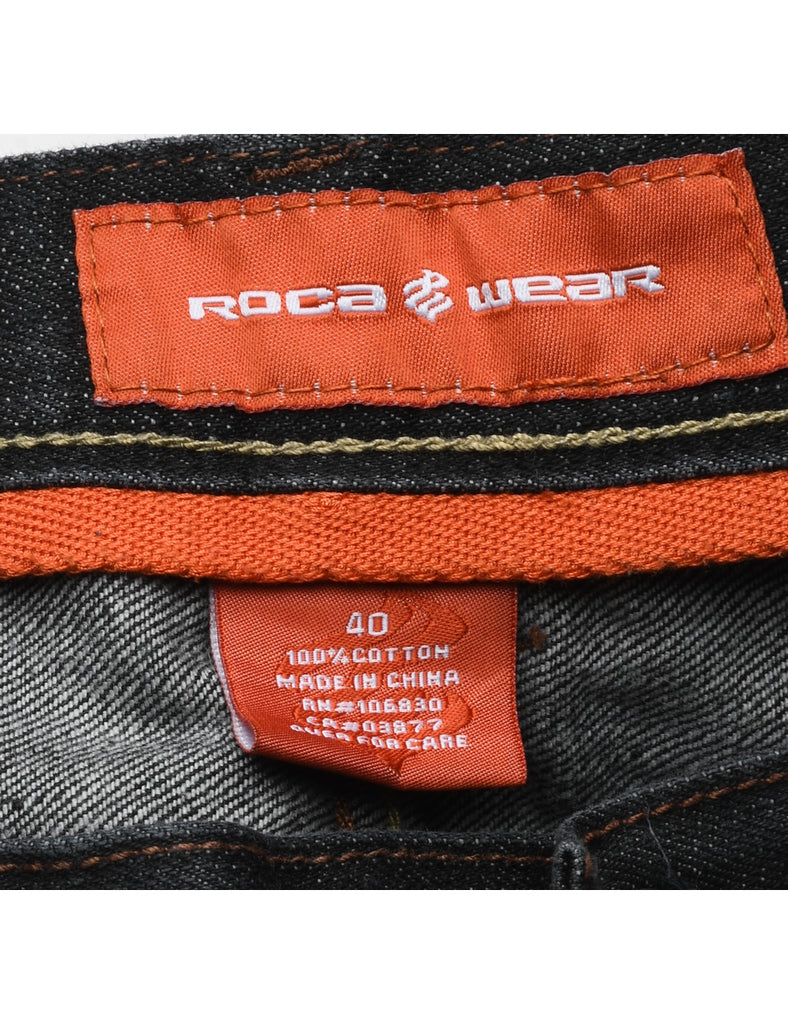 ROCA WEAR
40
100% COTTON
MADE IN CHINA
RN#106830
CA#03877
OVER FOR CARE